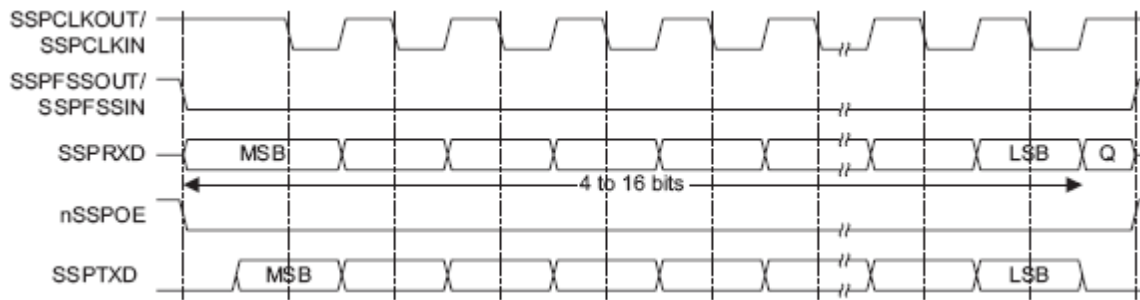 SSPCLKOUT/
SSPCLKIN
SSPFSSOUT/
SSPFSSIN
SSPRXD MSB LSB Q
4 to 16 bits
nSSPOE
SSPTXD MSB LSB